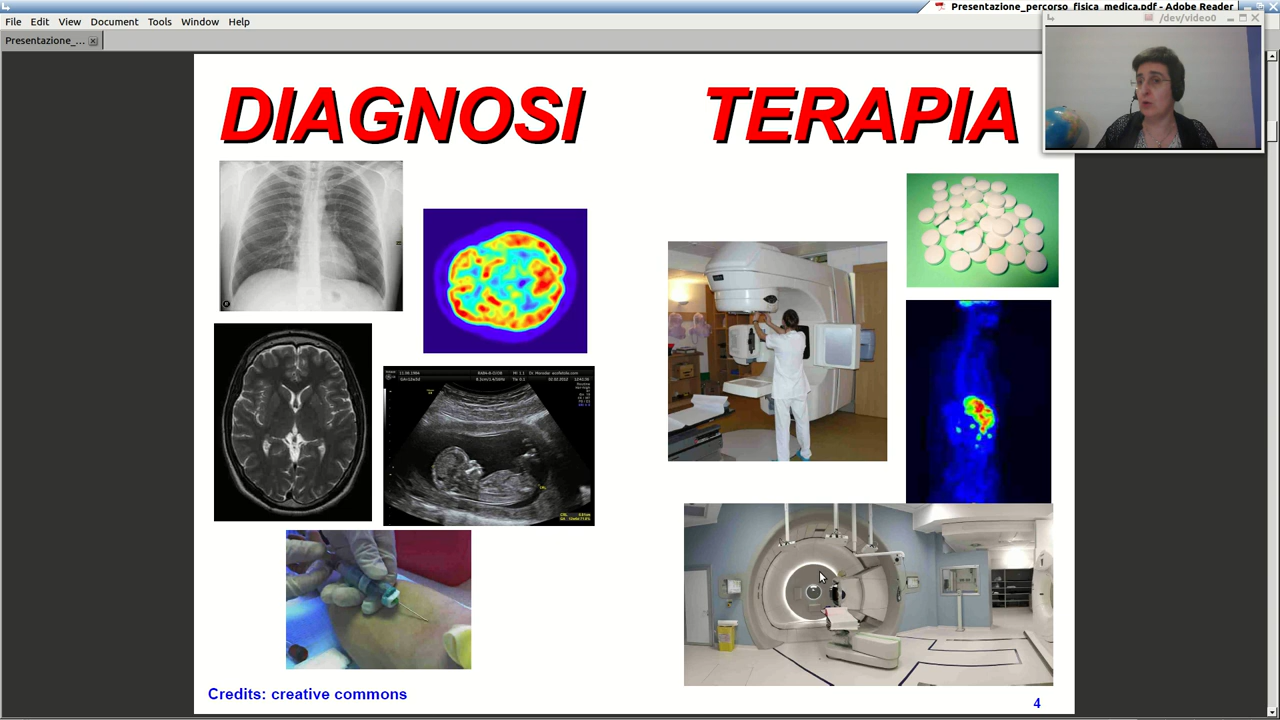 Presentazione_percorso_fisica_medica.pdf - Adobe Reader
File Edit View Document Tools Window Help
/dev/video0
Presentazione_...
DIAGNOSI
TERAPIA
Credits: creative commons
4